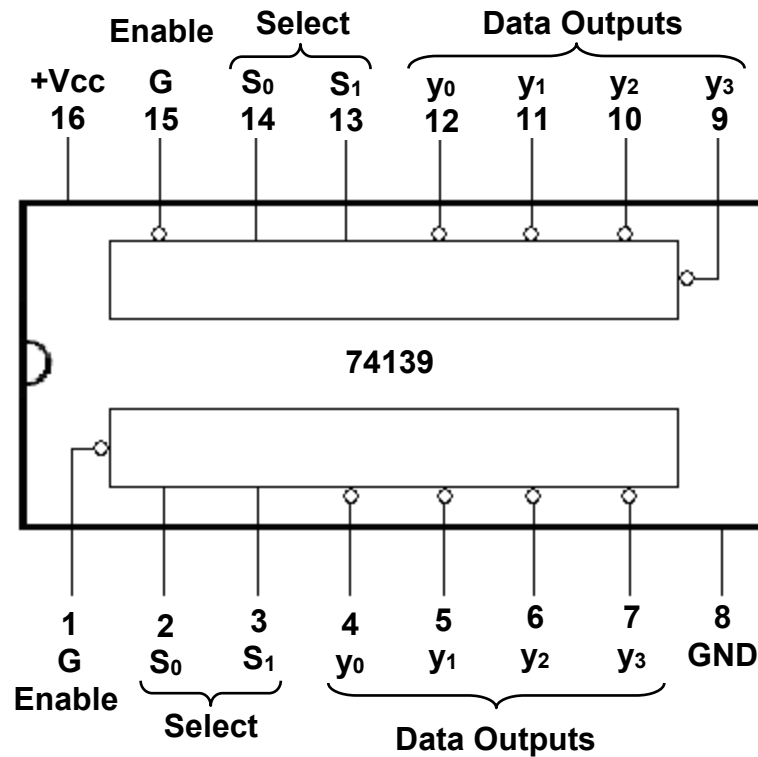 Enable Select Data Outputs
+Vcc G S₀ S₁ y₀ y₁ y₂ y₃
16 15 14 13 12 11 10 9
74139
1 2 3 4 5 6 7 8
G S₀ S₁ y₀ y₁ y₂ y₃ GND
Enable Select Data Outputs